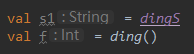 val s1 : String = dingS
val f : Int = ding()